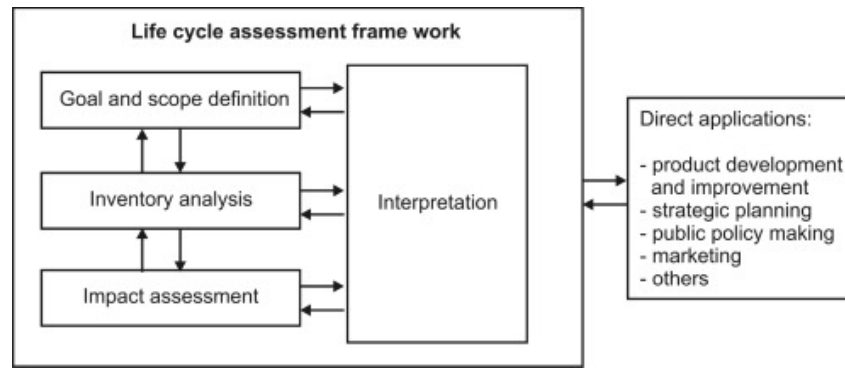 Life cycle assessment frame work
Goal and scope definition
Inventory analysis
Impact assessment
Interpretation
Direct applications:
- product development
and improvement
- strategic planning
- public policy making
- marketing
- others